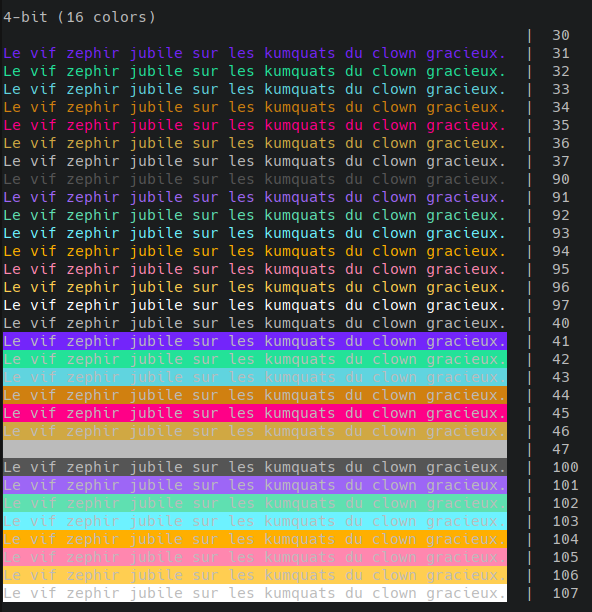 4-bit (16 colors)
| 30
Le vif zephir jubile sur les kumquats du clown gracieux. | 31
Le vif zephir jubile sur les kumquats du clown gracieux. | 32
Le vif zephir jubile sur les kumquats du clown gracieux. | 33
Le vif zephir jubile sur les kumquats du clown gracieux. | 34
Le vif zephir jubile sur les kumquats du clown gracieux. | 35
Le vif zephir jubile sur les kumquats du clown gracieux. | 36
Le vif zephir jubile sur les kumquats du clown gracieux. | 37
Le vif zephir jubile sur les kumquats du clown gracieux. | 90
Le vif zephir jubile sur les kumquats du clown gracieux. | 91
Le vif zephir jubile sur les kumquats du clown gracieux. | 92
Le vif zephir jubile sur les kumquats du clown gracieux. | 93
Le vif zephir jubile sur les kumquats du clown gracieux. | 94
Le vif zephir jubile sur les kumquats du clown gracieux. | 95
Le vif zephir jubile sur les kumquats du clown gracieux. | 96
Le vif zephir jubile sur les kumquats du clown gracieux. | 97
Le vif zephir jubile sur les kumquats du clown gracieux. | 40
Le vif zephir jubile sur les kumquats du clown gracieux. | 41
Le vif zephir jubile sur les kumquats du clown gracieux. | 42
Le vif zephir jubile sur les kumquats du clown gracieux. | 43
Le vif zephir jubile sur les kumquats du clown gracieux. | 44
Le vif zephir jubile sur les kumquats du clown gracieux. | 45
Le vif zephir jubile sur les kumquats du clown gracieux. | 46
| 47
Le vif zephir jubile sur les kumquats du clown gracieux. | 100
Le vif zephir jubile sur les kumquats du clown gracieux. | 101
Le vif zephir jubile sur les kumquats du clown gracieux. | 102
Le vif zephir jubile sur les kumquats du clown gracieux. | 103
Le vif zephir jubile sur les kumquats du clown gracieux. | 104
Le vif zephir jubile sur les kumquats du clown gracieux. | 105
Le vif zephir jubile sur les kumquats du clown gracieux. | 106
Le vif zephir jubile sur les kumquats du clown gracieux. | 107